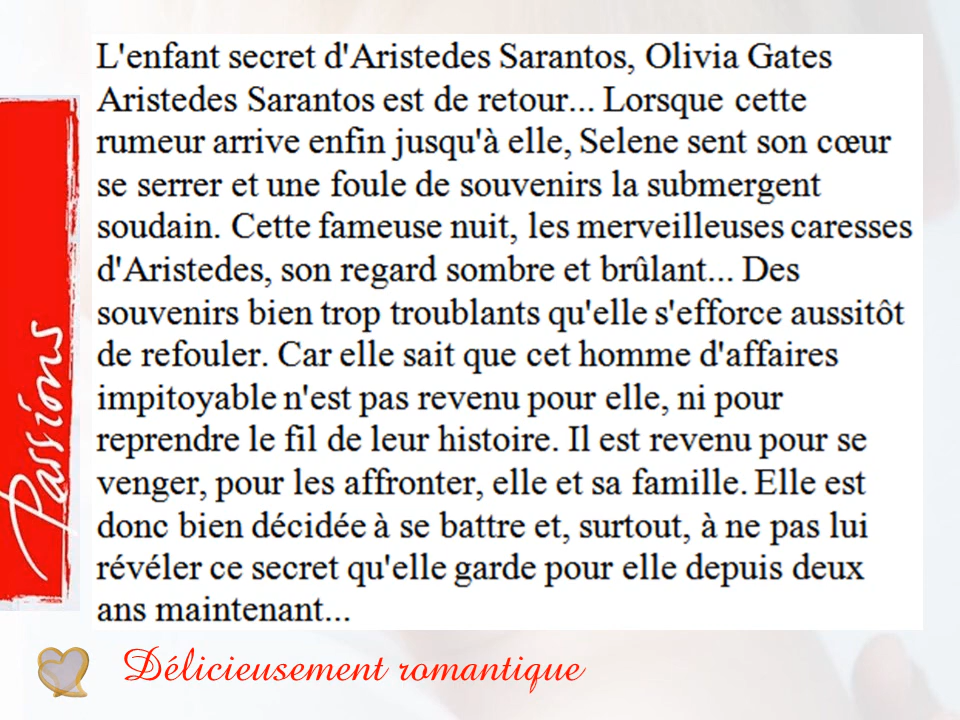 L'enfant secret d'Aristedes Sarantos, Olivia Gates
Aristedes Sarantos est de retour... Lorsque cette
rumeur arrive enfin jusqu'à elle, Selene sent son cœur
se serrer et une foule de souvenirs la submergent
soudain. Cette fameuse nuit, les merveilleuses caresses
d'Aristedes, son regard sombre et brûlant... Des
souvenirs bien trop troublants qu'elle s'efforce aussitôt
de refouler. Car elle sait que cet homme d'affaires
impitoyable n'est pas revenu pour elle, ni pour
reprendre le fil de leur histoire. Il est revenu pour se
venger, pour les affronter, elle et sa famille. Elle est
donc bien décidée à se battre et, surtout, à ne pas lui
révéler ce secret qu'elle garde pour elle depuis deux
ans maintenant...
Passions
Délicieusement romantique